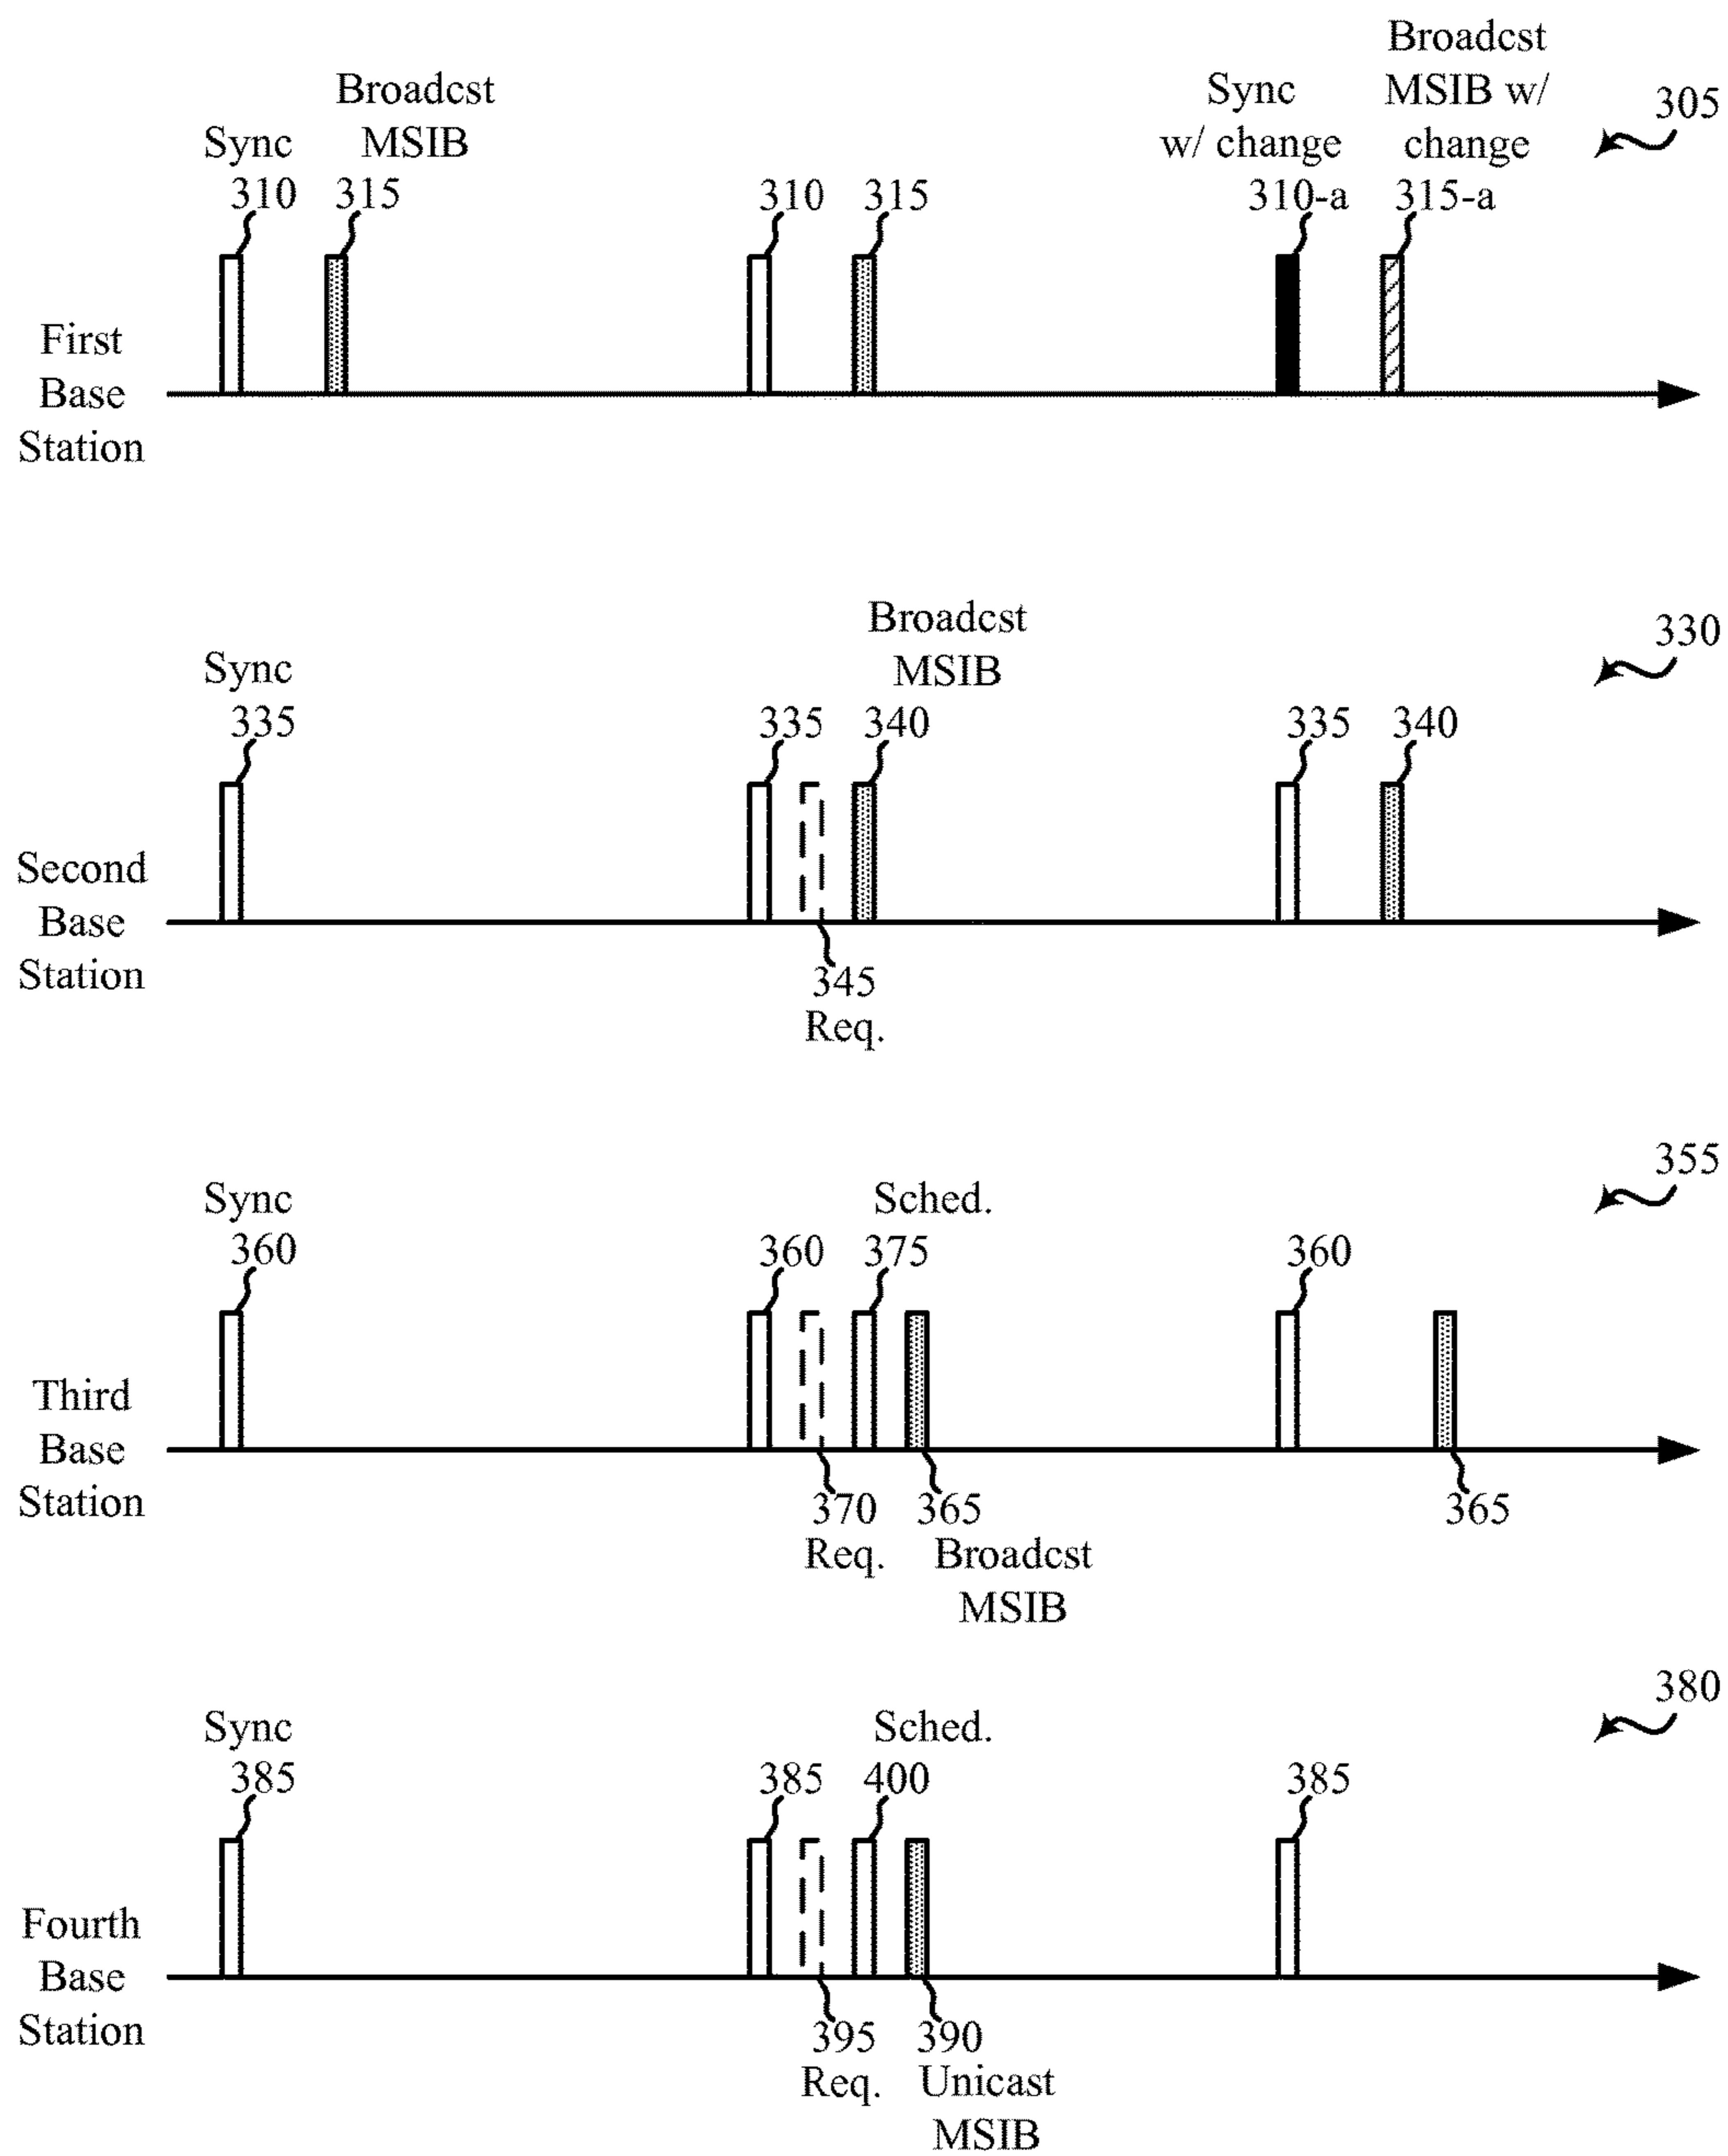 Broadcst
Broadcst
Sync
MSIB w/
305
Sync
MSIB
w/ change
change
310
315
310
315
310-a
315-a
First
Base
Station
Broadcst
330
Sync
MSIB
335
335
340
335
340
Second
Base
Station
345
Req.
355
Sync
Sched.
360
360
375
360
Third
Base
Station
370
365
365
Req.
Broadcst
MSIB
380
Sync
Sched.
385
385
400
385
Fourth
Base
Station
395
390
Req.
Unicast
MSIB